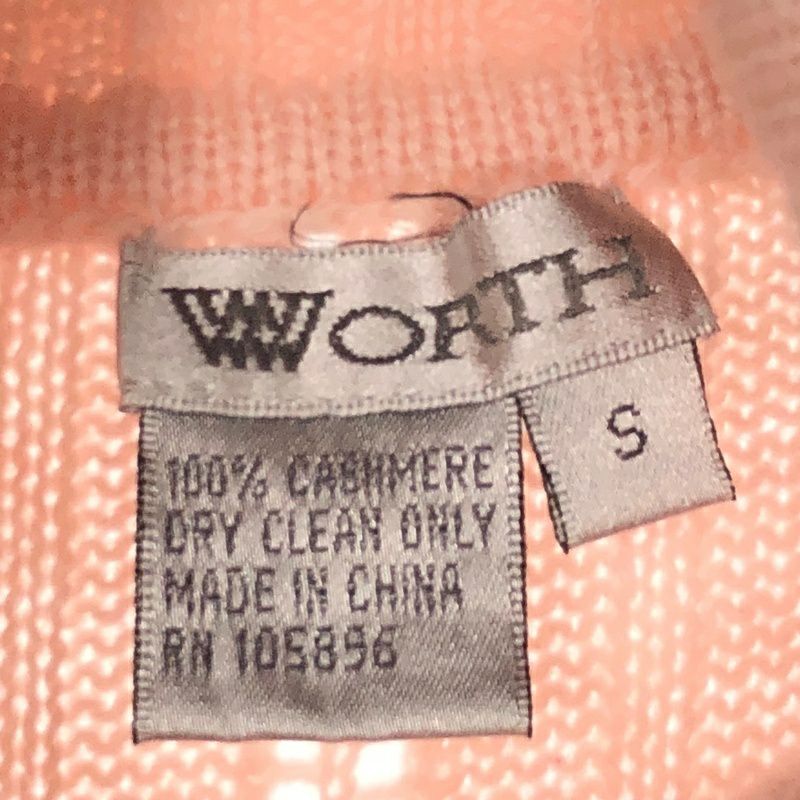 WORTH
S
100% CASHMERE
DRY CLEAN ONLY
MADE IN CHINA
RN 105896